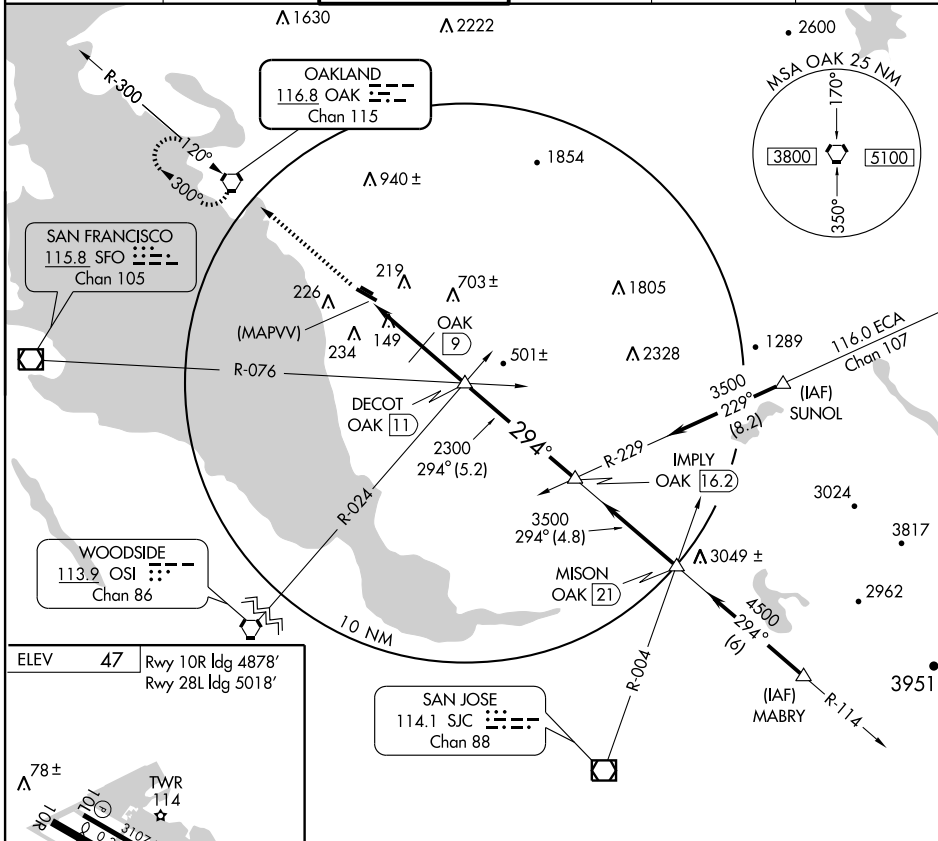 1630
2222
2600
R-300
OAKLAND
116.8 OAK
Chan 115
MSA OAK 25 NM
170°
3800
5100
350°
120°
300°
940 ±
1854
SAN FRANCISCO
115.8 SFO
Chan 105
219
226
703 ±
1805
(MAPVV)
234
149
OAK 9
R-076
501±
2328
1289
116.0 ECA
Chan 107
DECOT
OAK 11
3500
229°
(8.2)
(IAF)
SUNOL
294°
2300
294° (5.2)
R-229
IMPLY
OAK 16.2
R-024
3500
294° (4.8)
3024
3817
WOODSIDE
113.9 OSI
Chan 86
MISON
OAK 21
3049 ±
2962
10 NM
4500
294°
(6)
ELEV 47
Rwy 10R ldg 4878'
Rwy 28L ldg 5018'
R-004
3951
SAN JOSE
114.1 SJC
Chan 88
(IAF)
MABRY
R-114
78 ±
TWR
114
10R
10L
P
3107